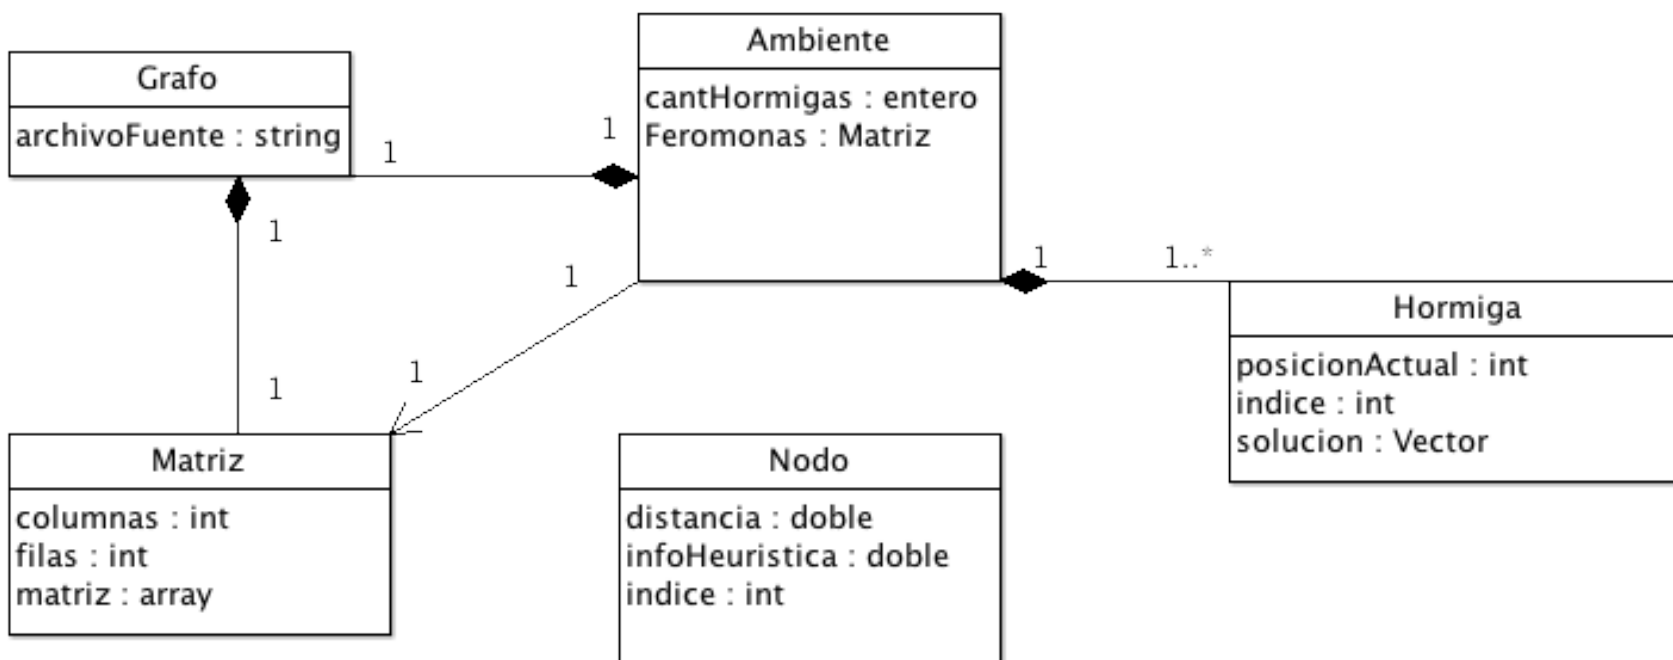 Grafo
archivoFuente : string
1
1
Ambiente
cantHormigas : entero
Feromonas : Matriz
1
1
1
1
1
1..*
Hormiga
posicionActual : int
indice : int
solucion : Vector
1
Matriz
columnas : int
filas : int
matriz : array
Nodo
distancia : doble
infoHeuristica : doble
indice : int